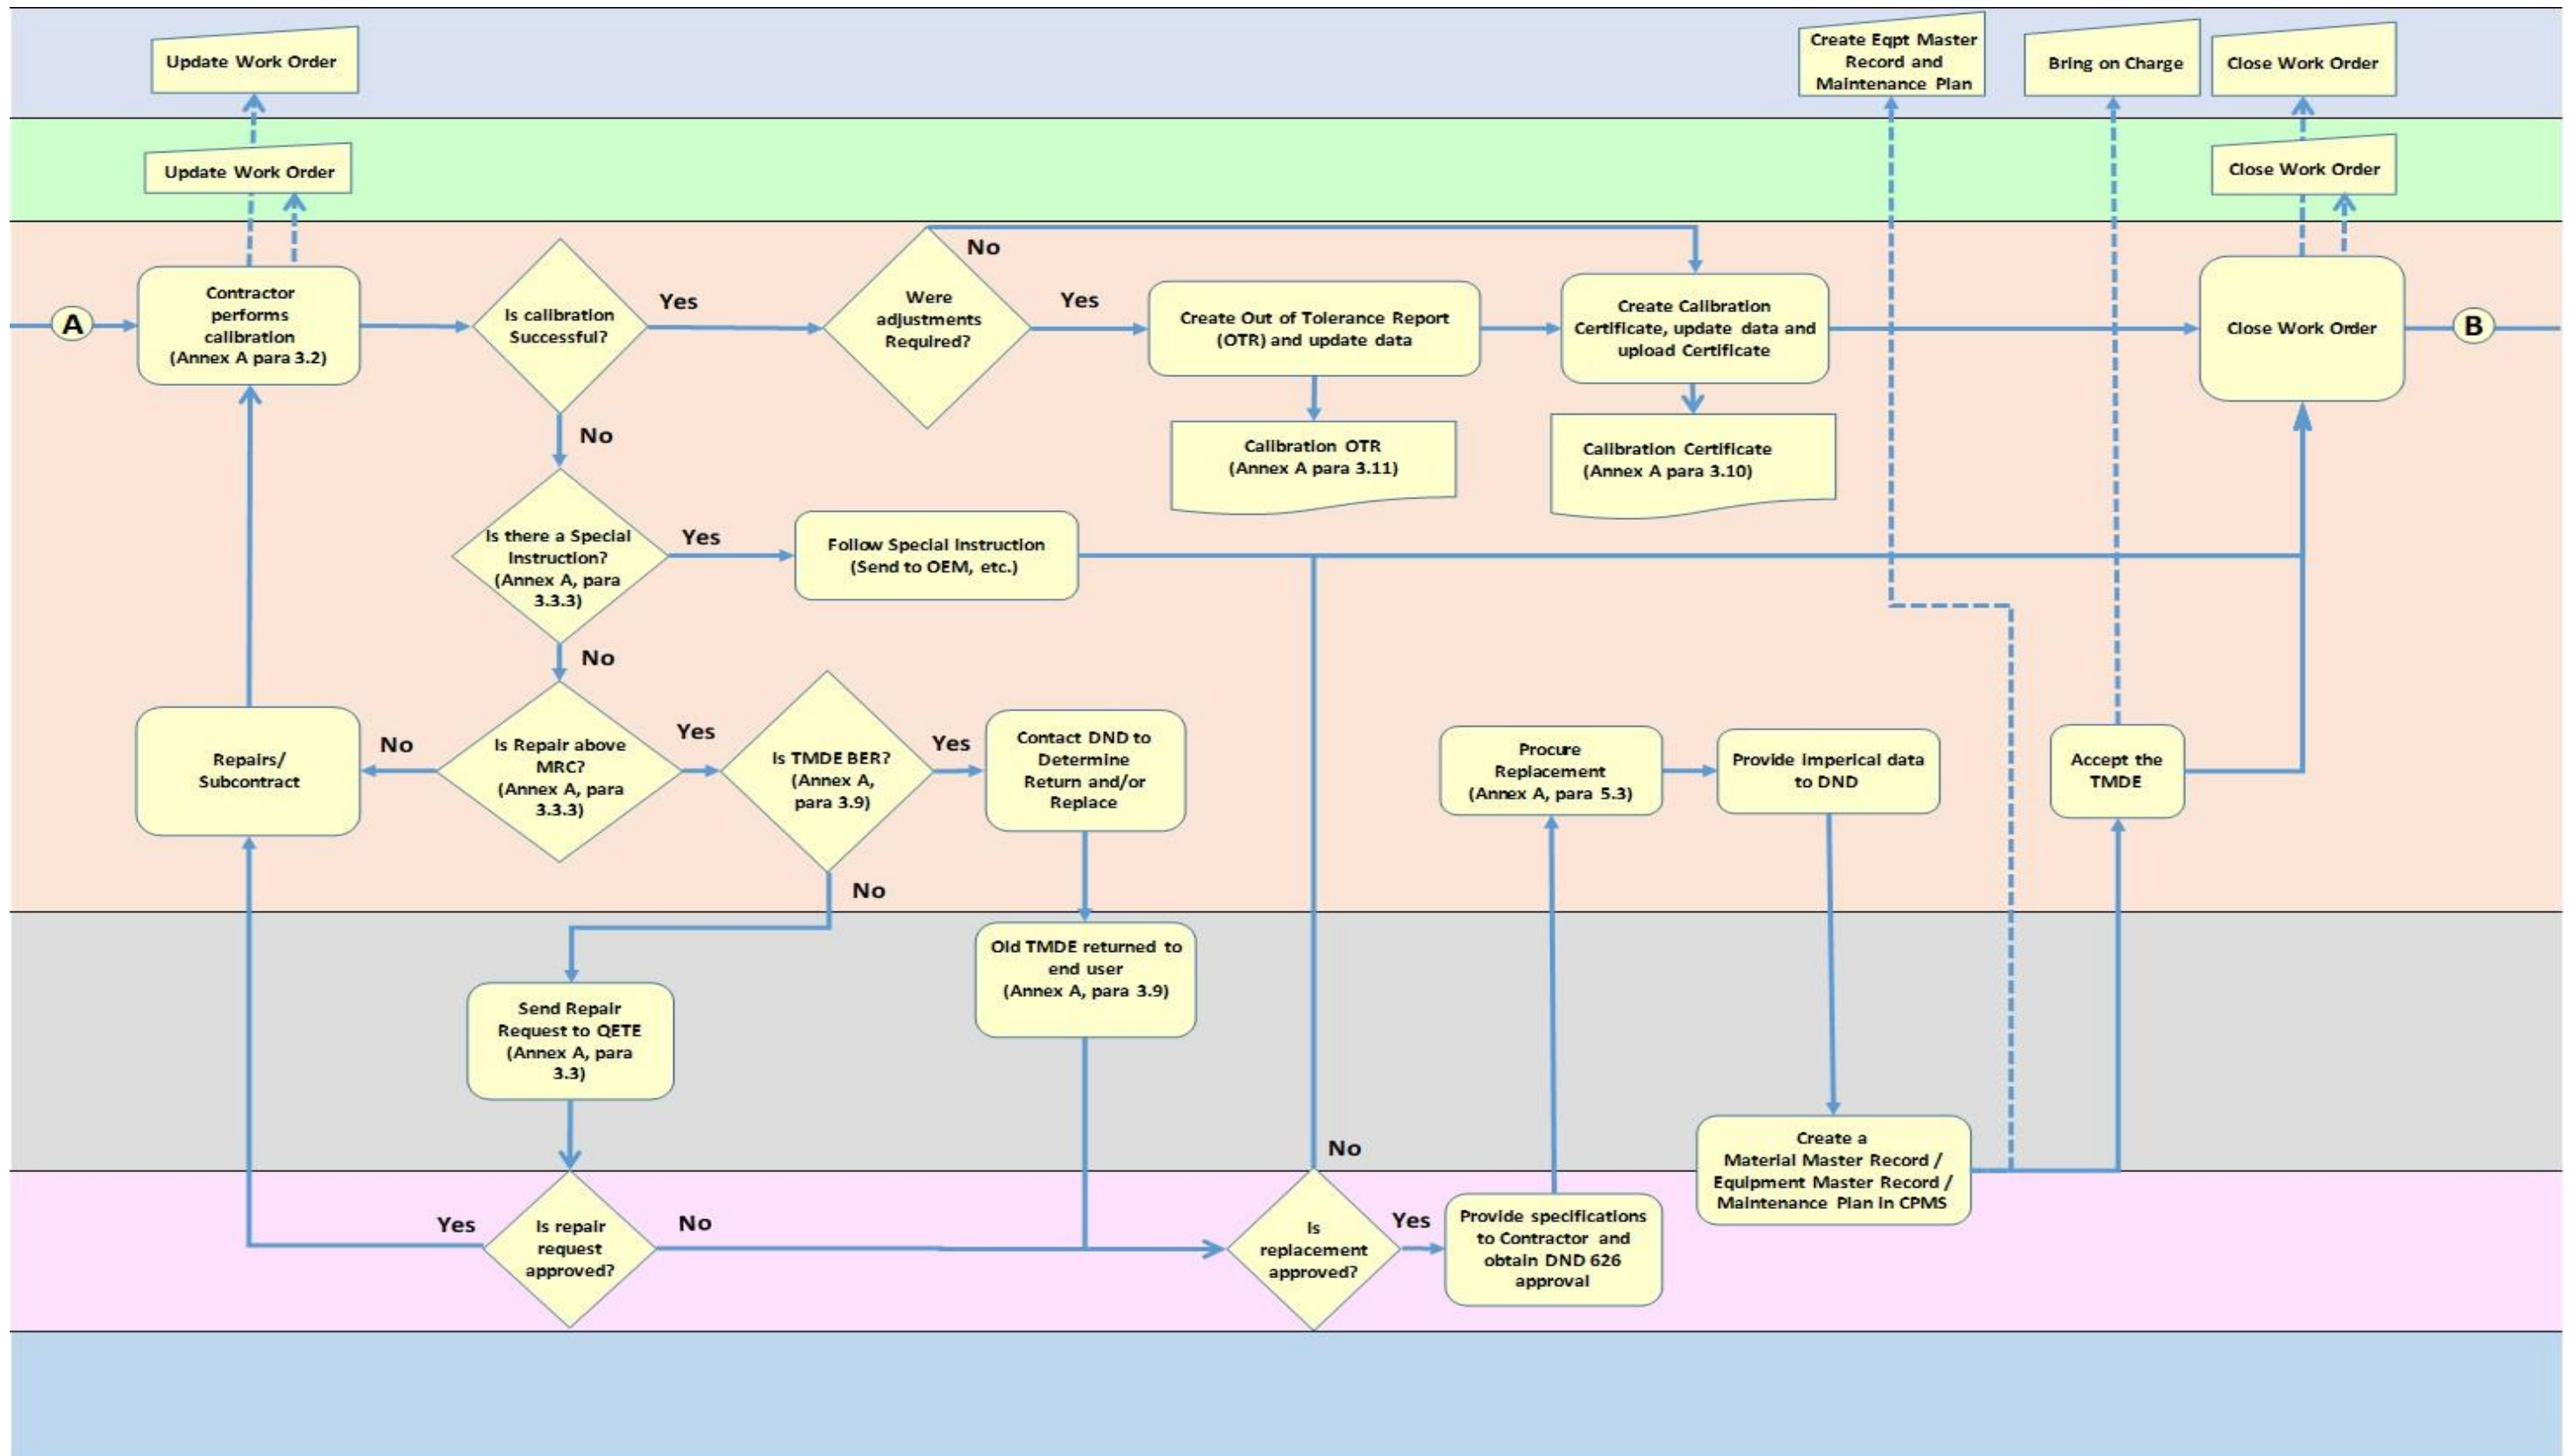 Update Work Order
Create Eqpt Master
Record and
Maintenance Plan
Bring on Charge
Close Work Order
Update Work Order
Close Work Order
A
Contractor
performs
calibration
(Annex A para 3.2)
Is calibration
Successful?
Yes
No
Were
adjustments
Required?
No
Yes
Create Out of Tolerance Report
(OTR) and update data
Create Calibration
Certificate, update data and
upload Certificate
Close Work Order
B
Calibration OTR
(Annex A para 3.11)
Calibration Certificate
(Annex A para 3.10)
Is there a Special
Instruction?
(Annex A, para
3.3.3)
Yes
No
Follow Special Instruction
(Send to OEM, etc.)
Repairs/
Subcontract
No
Is Repair above
MRC?
(Annex A, para
3.3.3)
Yes
Is TMDE BER?
(Annex A,
para 3.9)
Yes
No
Contact DND to
Determine
Return and/or
Replace
Procure
Replacement
(Annex A, para 5.3)
Provide imperical data
to DND
Accept the
TMDE
Old TMDE returned to
end user
(Annex A, para 3.9)
Send Repair
Request to QETE
(Annex A, para
3.3)
Create a
Material Master Record /
Equipment Master Record /
Maintenance Plan in CPMS
Yes
Is repair
request
approved?
No
No
Is
replacement
approved?
Yes
Provide specifications
to Contractor and
obtain DND 626
approval